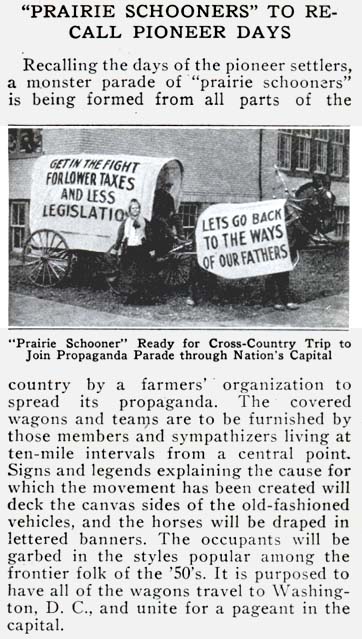 "PRAIRIE SCHOONERS" TO RE-
CALL PIONEER DAYS
Recalling the days of the pioneer settlers,
a monster parade of "prairie schooners"
is being formed from all parts of the
GET IN THE FIGHT
FOR LOWER TAXES
AND LESS
LEGISLATIO
LETS GO BACK
TO THE WAYS
OF OUR FATHERS
"Prairie Schooner" Ready for Cross-Country Trip to
Join Propaganda Parade through Nation's Capital
country by a farmers' organization to
spread its propaganda. The covered
wagons and teams are to be furnished by
those members and sympathizers living at
ten-mile intervals from a central point.
Signs and legends explaining the cause for
which the movement has been created will
deck the canvas sides of the old-fashioned
vehicles, and the horses will be draped in
lettered banners. The occupants will be
garbed in the styles popular among the
frontier folk of the '50's. It is purposed to
have all of the wagons travel to Washing-
ton, D. C., and unite for a pageant in the
capital.